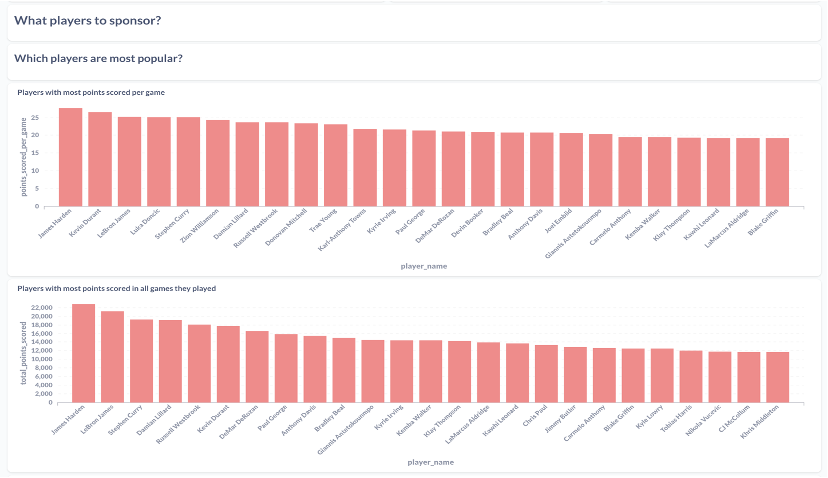 What players to sponsor?
Which players are most popular?
Players with most points scored per game
points_scored_per_game
25
20
15
10
5
0
James Harden
Kevin Durant
LeBron James
Luka Doncic
Stephen Curry
Zion Williamson
Damian Lillard
Russell Westbrook
Donovan Mitchell
Trae Young
Karl-Anthony Towns
Kyrie Irving
Paul George
DeMar DeRozan
Devin Booker
Bradley Beal
Anthony Davis
Joel Embiid
Giannis Antetokounmpo
Carmelo Anthony
Kemba Walker
Klay Thompson
Kawhi Leonard
LaMarcus Aldridge
Blake Griffin
player_name
Players with most points scored in all games they played
total_points_scored
22,000
20,000
18,000
16,000
14,000
12,000
10,000
8,000
6,000
4,000
2,000
0
James Harden
LeBron James
Stephen Curry
Damian Lillard
Russell Westbrook
Kevin Durant
DeMar DeRozan
Paul George
Anthony Davis
Bradley Beal
Giannis Antetokounmpo
Kyrie Irving
Kemba Walker
Klay Thompson
LaMarcus Aldridge
Kawhi Leonard
Chris Paul
Jimmy Butler
Carmelo Anthony
Blake Griffin
Kyle Lowry
Tobias Harris
Nikola Vucevic
CJ McCollum
Khris Middleton
player_name